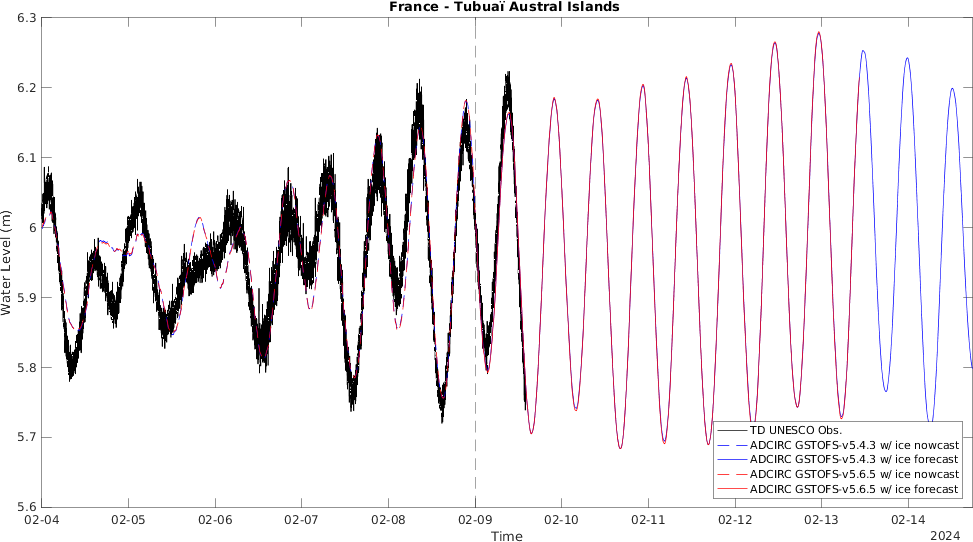 France - Tubuaï Austral Islands
6.3
6.2
6.1
6
5.9
5.8
5.7
5.6
Water Level (m)
TD UNESCO Obs.
ADCIRC GSTOFS-v5.4.3 w/ ice nowcast
ADCIRC GSTOFS-v5.4.3 w/ ice forecast
ADCIRC GSTOFS-v5.6.5 w/ ice nowcast
ADCIRC GSTOFS-v5.6.5 w/ ice forecast
02-04 02-05 02-06 02-07 02-08 02-09 02-10 02-11 02-12 02-13 02-14
Time
2024